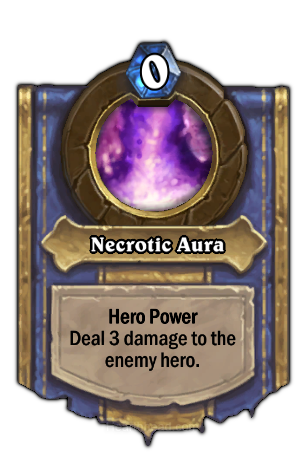 0
Necrotic Aura
Hero Power
Deal 3 damage to the
enemy hero.